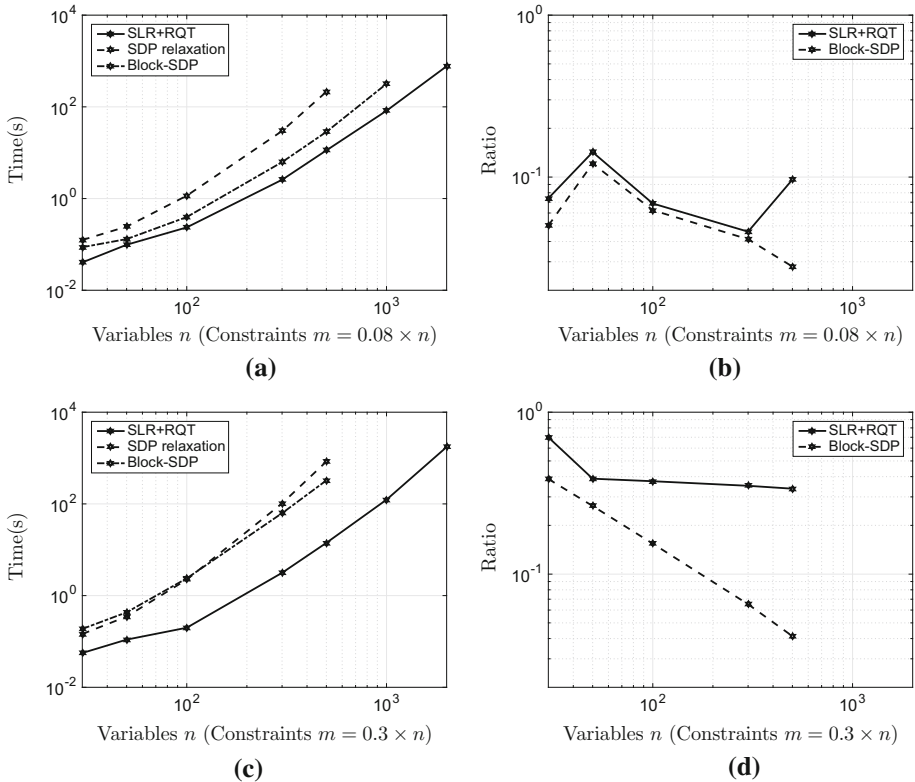 10^4
10^2
10^0
10^-2
Time(s)
SLR+RQT
SDP relaxation
Block-SDP
10^2
10^3
Variables n (Constraints m = 0.08 × n)
(a)
10^0
10^-1
Ratio
SLR+RQT
Block-SDP
10^2
10^3
Variables n (Constraints m = 0.08 × n)
(b)
10^4
10^2
10^0
10^-2
Time(s)
SLR+RQT
SDP relaxation
Block-SDP
10^2
10^3
Variables n (Constraints m = 0.3 × n)
(c)
10^0
10^-1
Ratio
SLR+RQT
Block-SDP
10^2
10^3
Variables n (Constraints m = 0.3 × n)
(d)